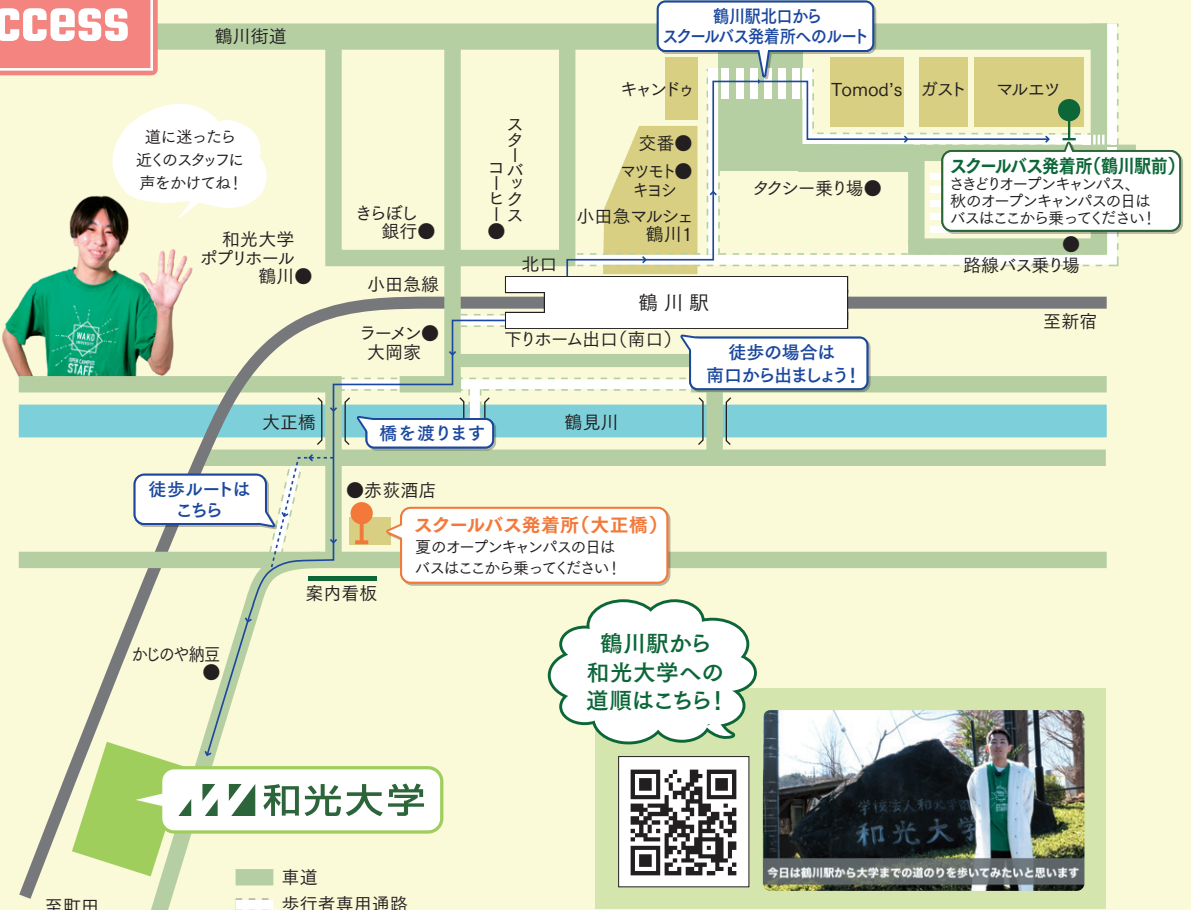 ccess
鶴川街道
鶴川駅北口から
スクールバス発着所へのルート
キャンドゥ
Tomod's
ガスト
マルエツ
道に迷ったら
近くのスタッフに
声をかけてね!
スターバックス
コーヒー●
交番●
マツモト●
キヨシ
小田急マルシェ
鶴川1
タクシー乗り場●
スクールバス発着所(鶴川駅前)
さきどりオープンキャンパス、
秋のオープンキャンパスの日は
バスはここから乗ってください!
きらぼし
銀行●
和光大学
ポプリホール
鶴川●
北口
路線バス乗り場
小田急線
鶴川駅
至新宿
ラーメン●
大岡家
下りホーム出口(南口)
徒歩の場合は
南口から出ましょう!
WAKO
UNIVERSITY
OPEN CAMPUS
STAFF
大正橋
橋を渡ります
鶴見川
徒歩ルートは
こちら
●赤荻酒店
スクールバス発着所(大正橋)
夏のオープンキャンパスの日は
バスはここから乗ってください!
案内看板
かじのや納豆
鶴川駅から
和光大学への
道順はこちら!
和光大学
学校法人和光学園
和光大学
今日は鶴川駅から大学までの道のりを歩いてみたいと思います
車道
歩行者専用通路
至町田